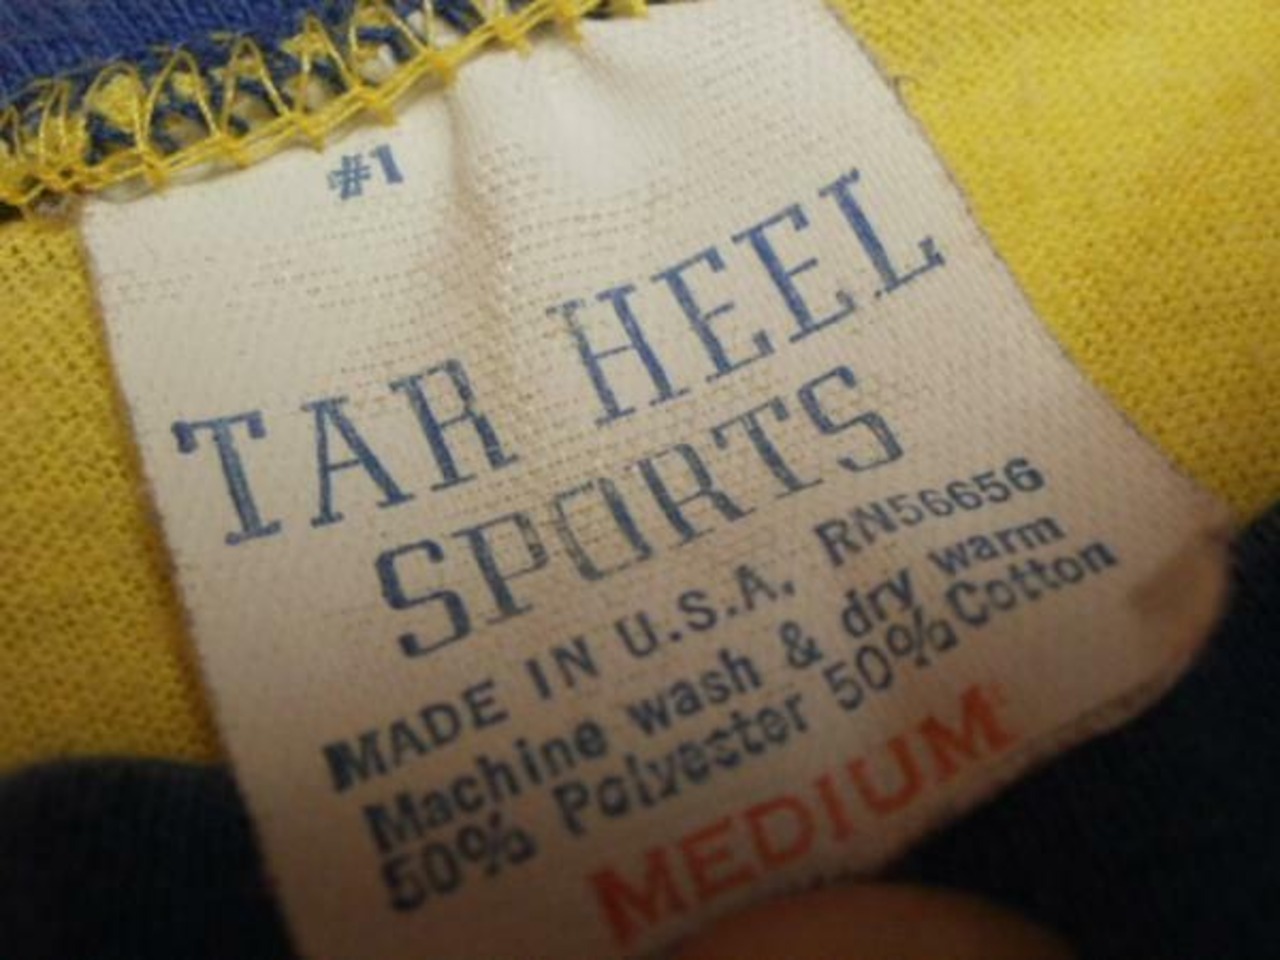 #1
TAR HEEL
SPORTS
MADE IN U.S.A. RN56656
Machine wash & dry warm
50% Polyester 50% Cotton
MEDIUM